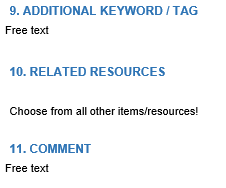 9. ADDITIONAL KEYWORD / TAG
Free text
10. RELATED RESOURCES
Choose from all other items/resources!
11. COMMENT
Free text